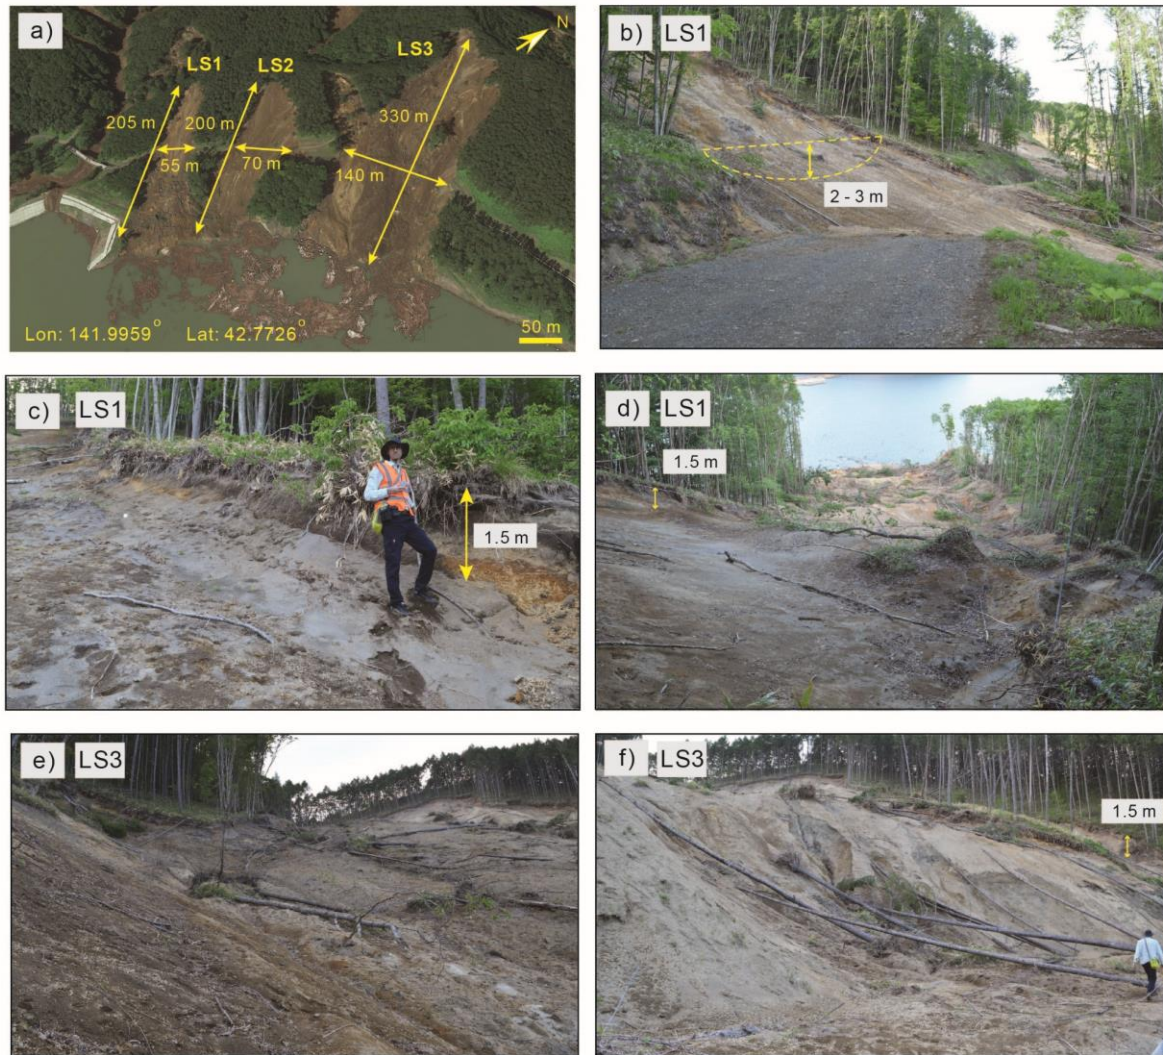 a)
N
LS1
LS2
LS3
205 m
200 m
330 m
55 m
70 m
140 m
Lon: 141.9959°
Lat: 42.7726°
50 m
b) LS1
2 - 3 m
c) LS1
1.5 m
d) LS1
1.5 m
e) LS3
f) LS3
1.5 m